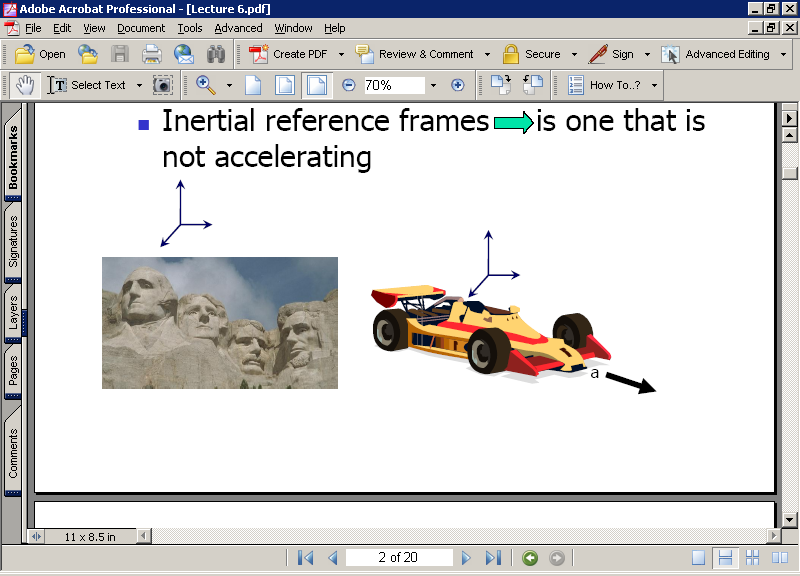 Adobe Acrobat Professional - [Lecture 6.pdf]
File Edit View Document Tools Advanced Window Help
Open Create PDF Review & Comment Secure Sign Advanced Editing
Select Text 70% How To..?
Bookmarks
Signatures
Layers
Pages
Comments
Inertial reference frames is one that is
not accelerating
a
11 x 8.5 in
2 of 20